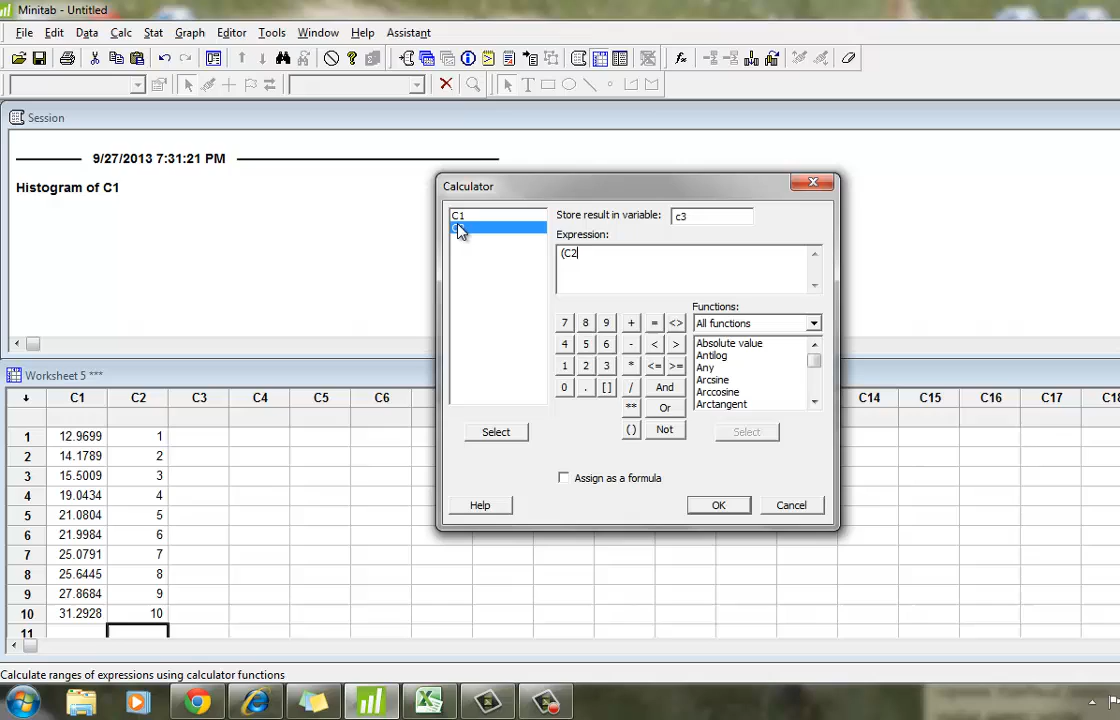 Minitab - Untitled
File Edit Data Calc Stat Graph Editor Tools Window Help Assistant
Session
9/27/2013 7:31:21 PM
Histogram of C1
Calculator
C1
Store result in variable: c3
Expression:
(C2
Functions:
7 8 9 + = <> All functions
4 5 6 - < > Absolute value
Antilog
1 2 3 * <= >= Any
Arcsine
0 . [] / And Arccosine
Arctangent
** Or
() Not
Select Select
Assign as a formula
Help OK Cancel
Worksheet 5 ***
C1 C2 C3 C4 C5 C6 C14 C15 C16 C17 C18
1 12.9699 1
2 14.1789 2
3 15.5009 3
4 19.0434 4
5 21.0804 5
6 21.9984 6
7 25.0791 7
8 25.6445 8
9 27.8684 9
10 31.2928 10
11
Calculate ranges of expressions using calculator functions